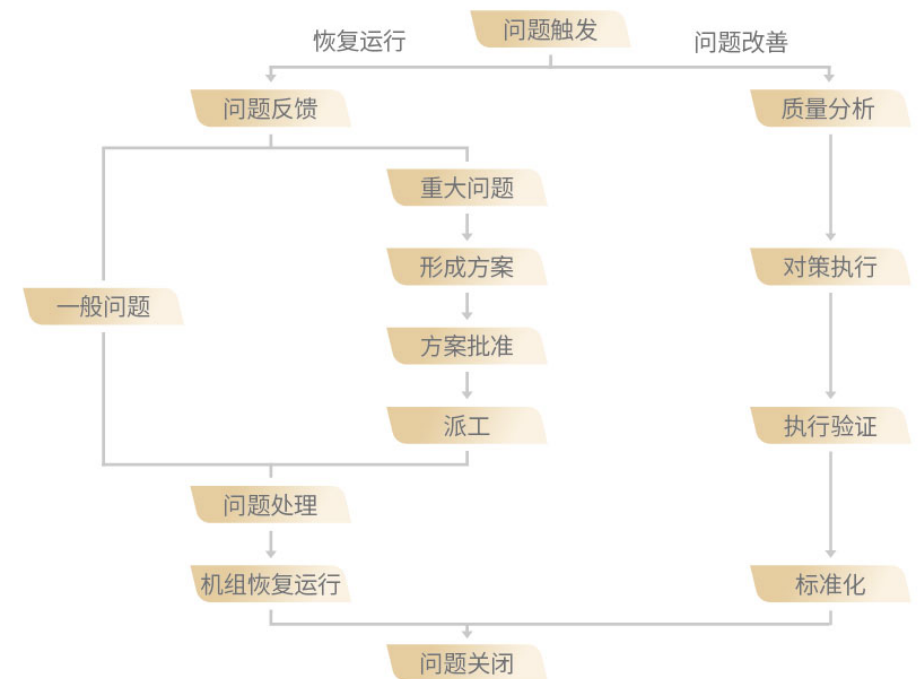 问题触发
恢复运行
问题改善
问题反馈
质量分析
重大问题
形成方案
对策执行
一般问题
方案批准
派工
执行验证
问题处理
机组恢复运行
标准化
问题关闭